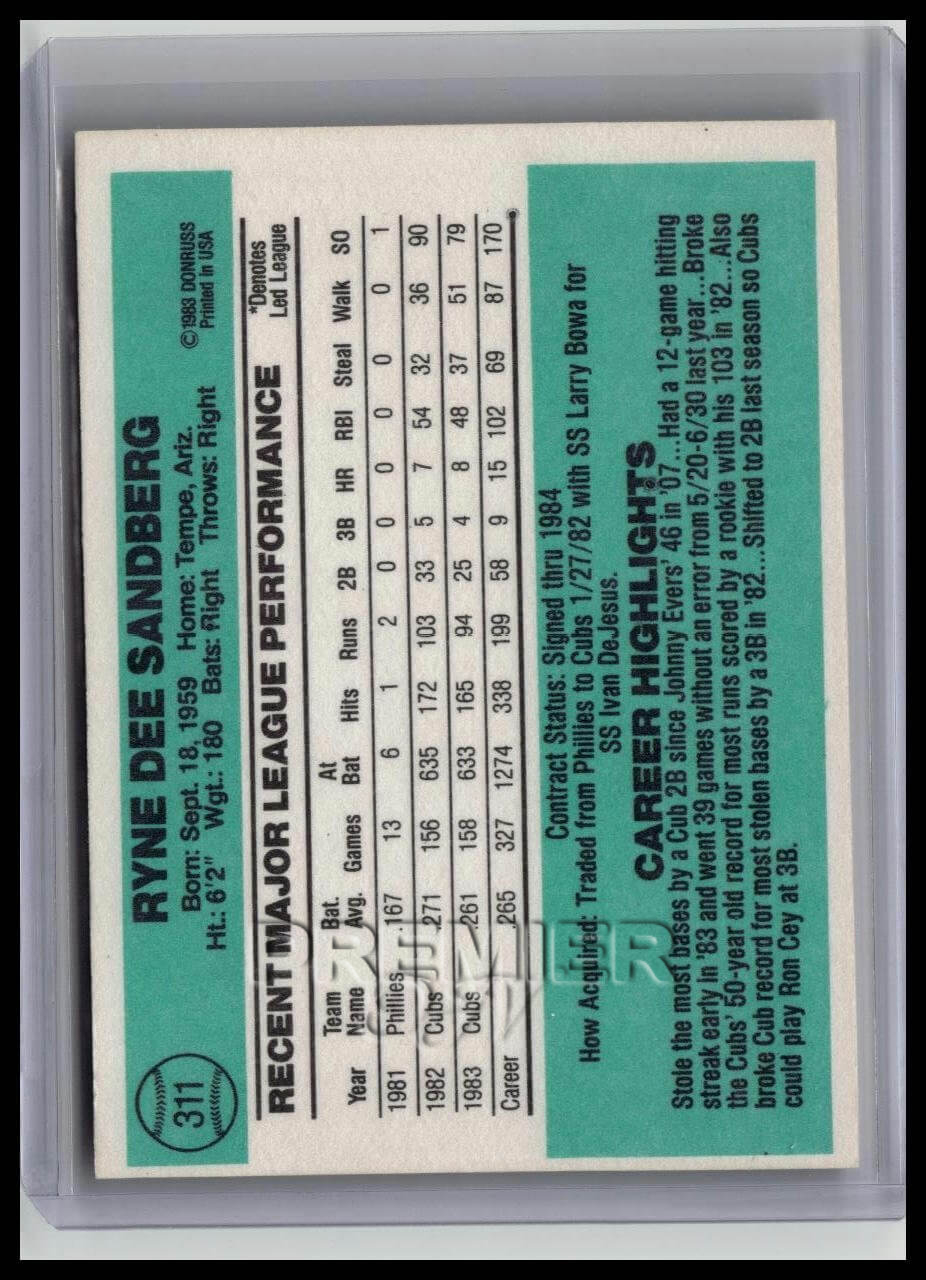 311
RYNE DEE SANDBERG
Born: Sept. 18, 1959 Home: Tempe, Ariz. ©1983 DONRUSS
Ht.: 6'2" Wgt.: 180 Bats: Right Throws: Right Printed in USA
RECENT MAJOR LEAGUE PERFORMANCE *Denotes Led League
Year Team Name Bat. Avg. Games At Bat Hits Runs 2B 3B HR RBI Steal Walk SO
1981 Phillies .167 13 6 1 2 0 0 0 0 0 0 1
1982 Cubs .271 156 635 172 103 33 5 7 54 32 36 90
1983 Cubs .261 158 633 165 94 25 4 8 48 37 51 79
Career .265 327 1274 338 199 58 9 15 102 69 87 170
Contract Status: Signed thru 1984
How Acquired: Traded from Phillies to Cubs 1/27/82 with SS Larry Bowa for
SS Ivan DeJesus.
CAREER HIGHLIGHTS
Stole the most bases by a Cub 2B since Johnny Evers' 46 in '07...Had a 12-game hitting
streak early in '83 and went 39 games without an error from 5/20-6/30 last year...Broke
the Cubs' 50-year old record for most runs scored by a rookie with his 103 in '82...Also
broke Cub record for most stolen bases by a 3B in '82...Shifted to 2B last season so Cubs
could play Ron Cey at 3B.
PREMIER